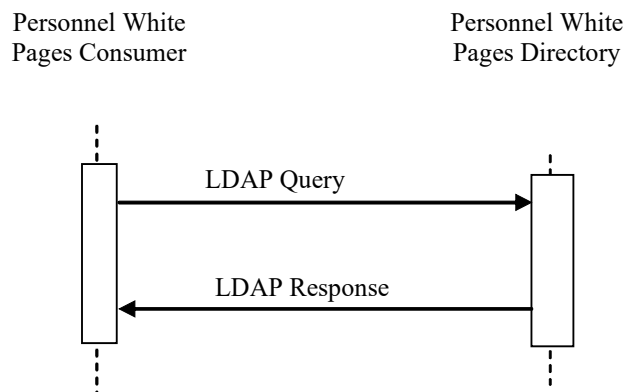 Personnel White
Pages Consumer
Personnel White
Pages Directory
LDAP Query
LDAP Response